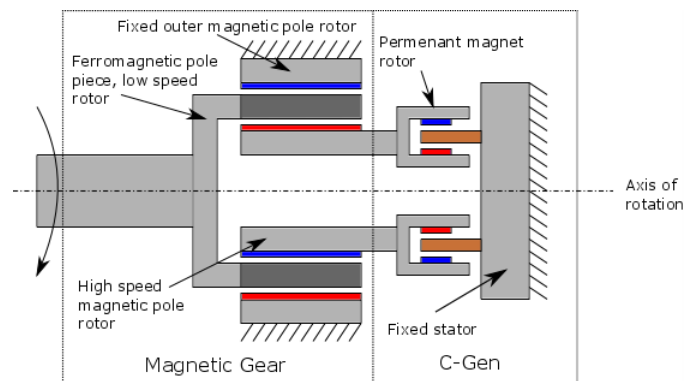 Fixed outer magnetic pole rotor
Ferromagnetic pole
piece, low speed
rotor
Permenant magnet
rotor
Axis of
rotation
High speed
magnetic pole
rotor
Fixed stator
Magnetic Gear
C-Gen